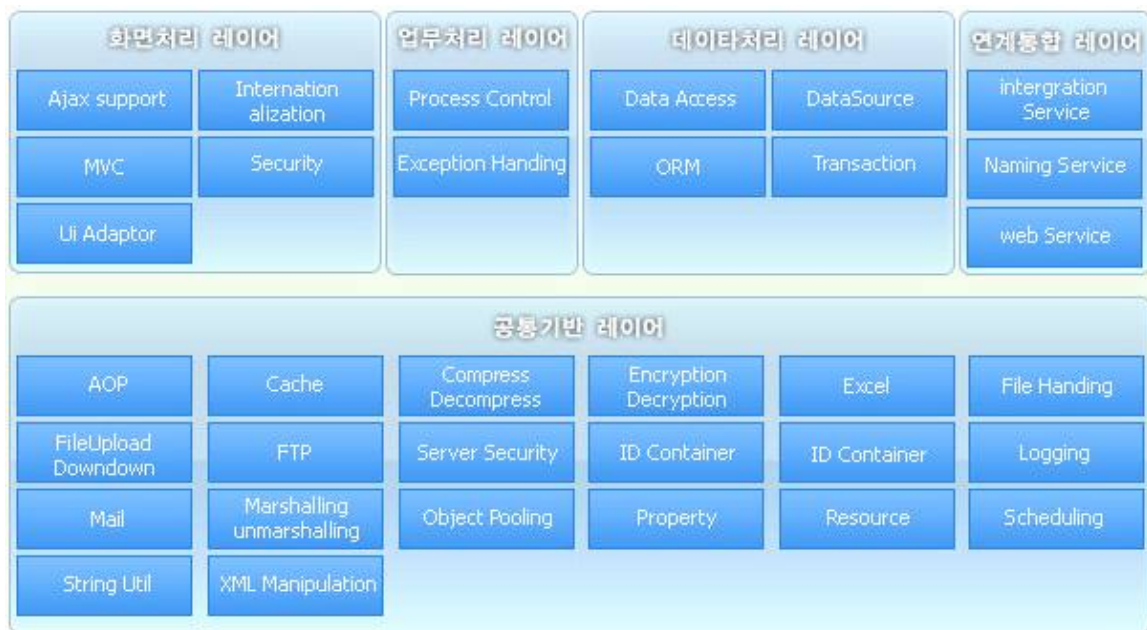 화면처리 레이어
Ajax support
Internation
alization
MVC
Security
Ui Adaptor
업무처리 레이어
Process Control
Exception Handing
데이타처리 레이어
Data Access
DataSource
ORM
Transaction
연계통합 레이어
intergration
Service
Naming Service
web Service
공통기반 레이어
AOP
Cache
Compress
Decompress
Encryption
Decryption
Excel
File Handing
FileUpload
Downdown
FTP
Server Security
ID Container
ID Container
Logging
Mail
Marshalling
unmarshalling
Object Pooling
Property
Resource
Scheduling
String Util
XML Manipulation